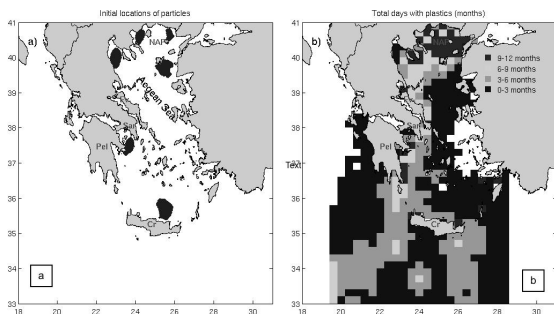 Initial locations of particles
41
40
39
38
37
36
35
34
33
18 20 22 24 26 28 30
a)
NAP
Aegean Sea
Sar
Pel
Cr
a
Total days with plastics (months)
41
40
39
38
37
Text
36
35
34
33
18 20 22 24 26 28 30
b)
NAP
9-12 months
6-9 months
3-6 months
0-3 months
Sar
Pel
Cr
b